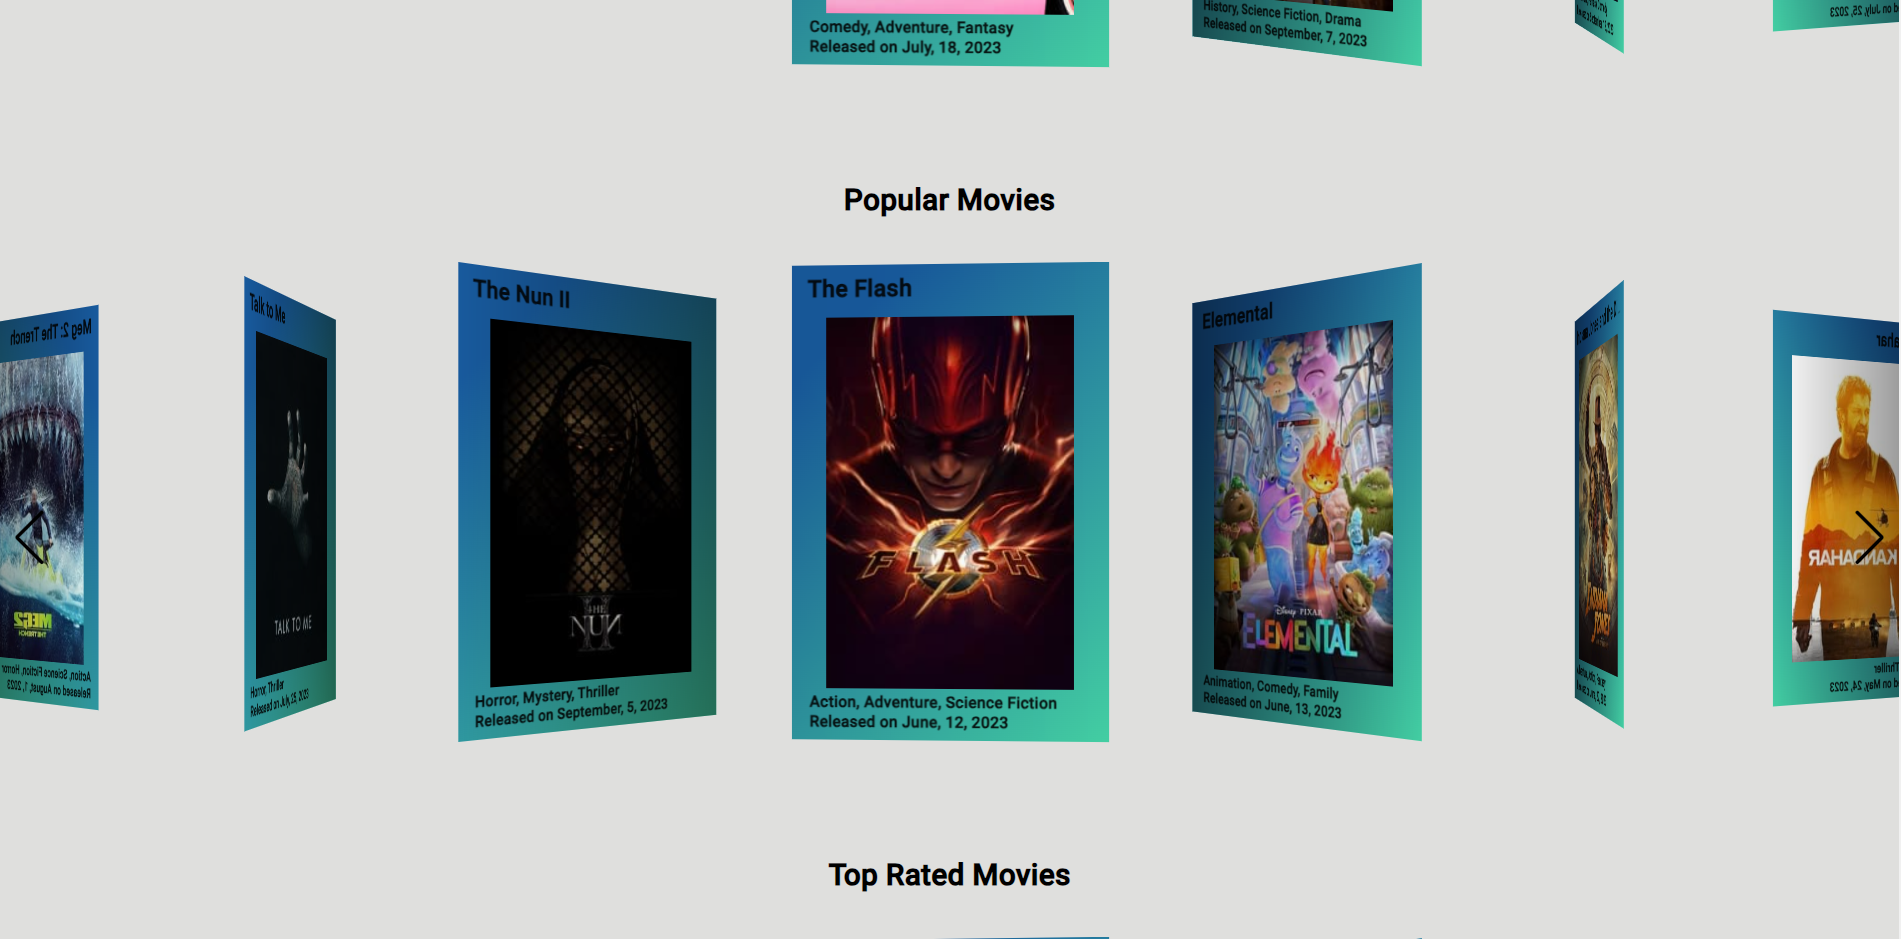 Comedy, Adventure, Fantasy
Released on July, 18, 2023
History, Science Fiction, Drama
Released on September, 7, 2023
Popular Movies
Meg 2: The Trench
MEG2
THE TRENCH
Action, Science Fiction, Horror
Released on August, 1, 2023
Talk to Me
TALK TO ME
Horror, Thriller
Released on July, 26, 2023
The Nun II
THE
NUN
II
Horror, Mystery, Thriller
Released on September, 5, 2023
The Flash
FLASH
Action, Adventure, Science Fiction
Released on June, 12, 2023
Elemental
Disney PIXAR
ELEMENTAL
Animation, Comedy, Family
Released on June, 13, 2023
KANDAHAR
Thriller
on May, 24, 2023
Top Rated Movies